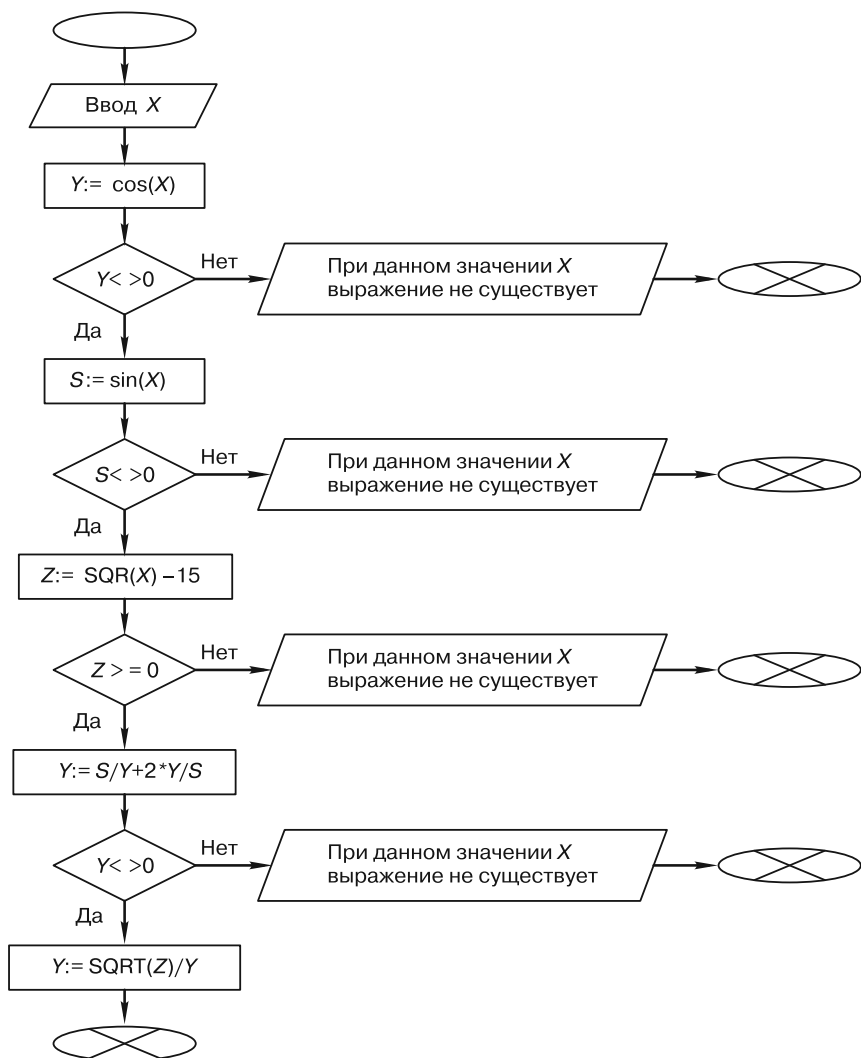 Ввод X
Y:= cos(X)
Y< >0
Нет
При данном значении X
выражение не существует
Да
S:= sin(X)
S< >0
Нет
При данном значении X
выражение не существует
Да
Z:= SQR(X) – 15
Z > = 0
Нет
При данном значении X
выражение не существует
Да
Y:= S/Y+2*Y/S
Y< >0
Нет
При данном значении X
выражение не существует
Да
Y:= SQRT(Z)/Y